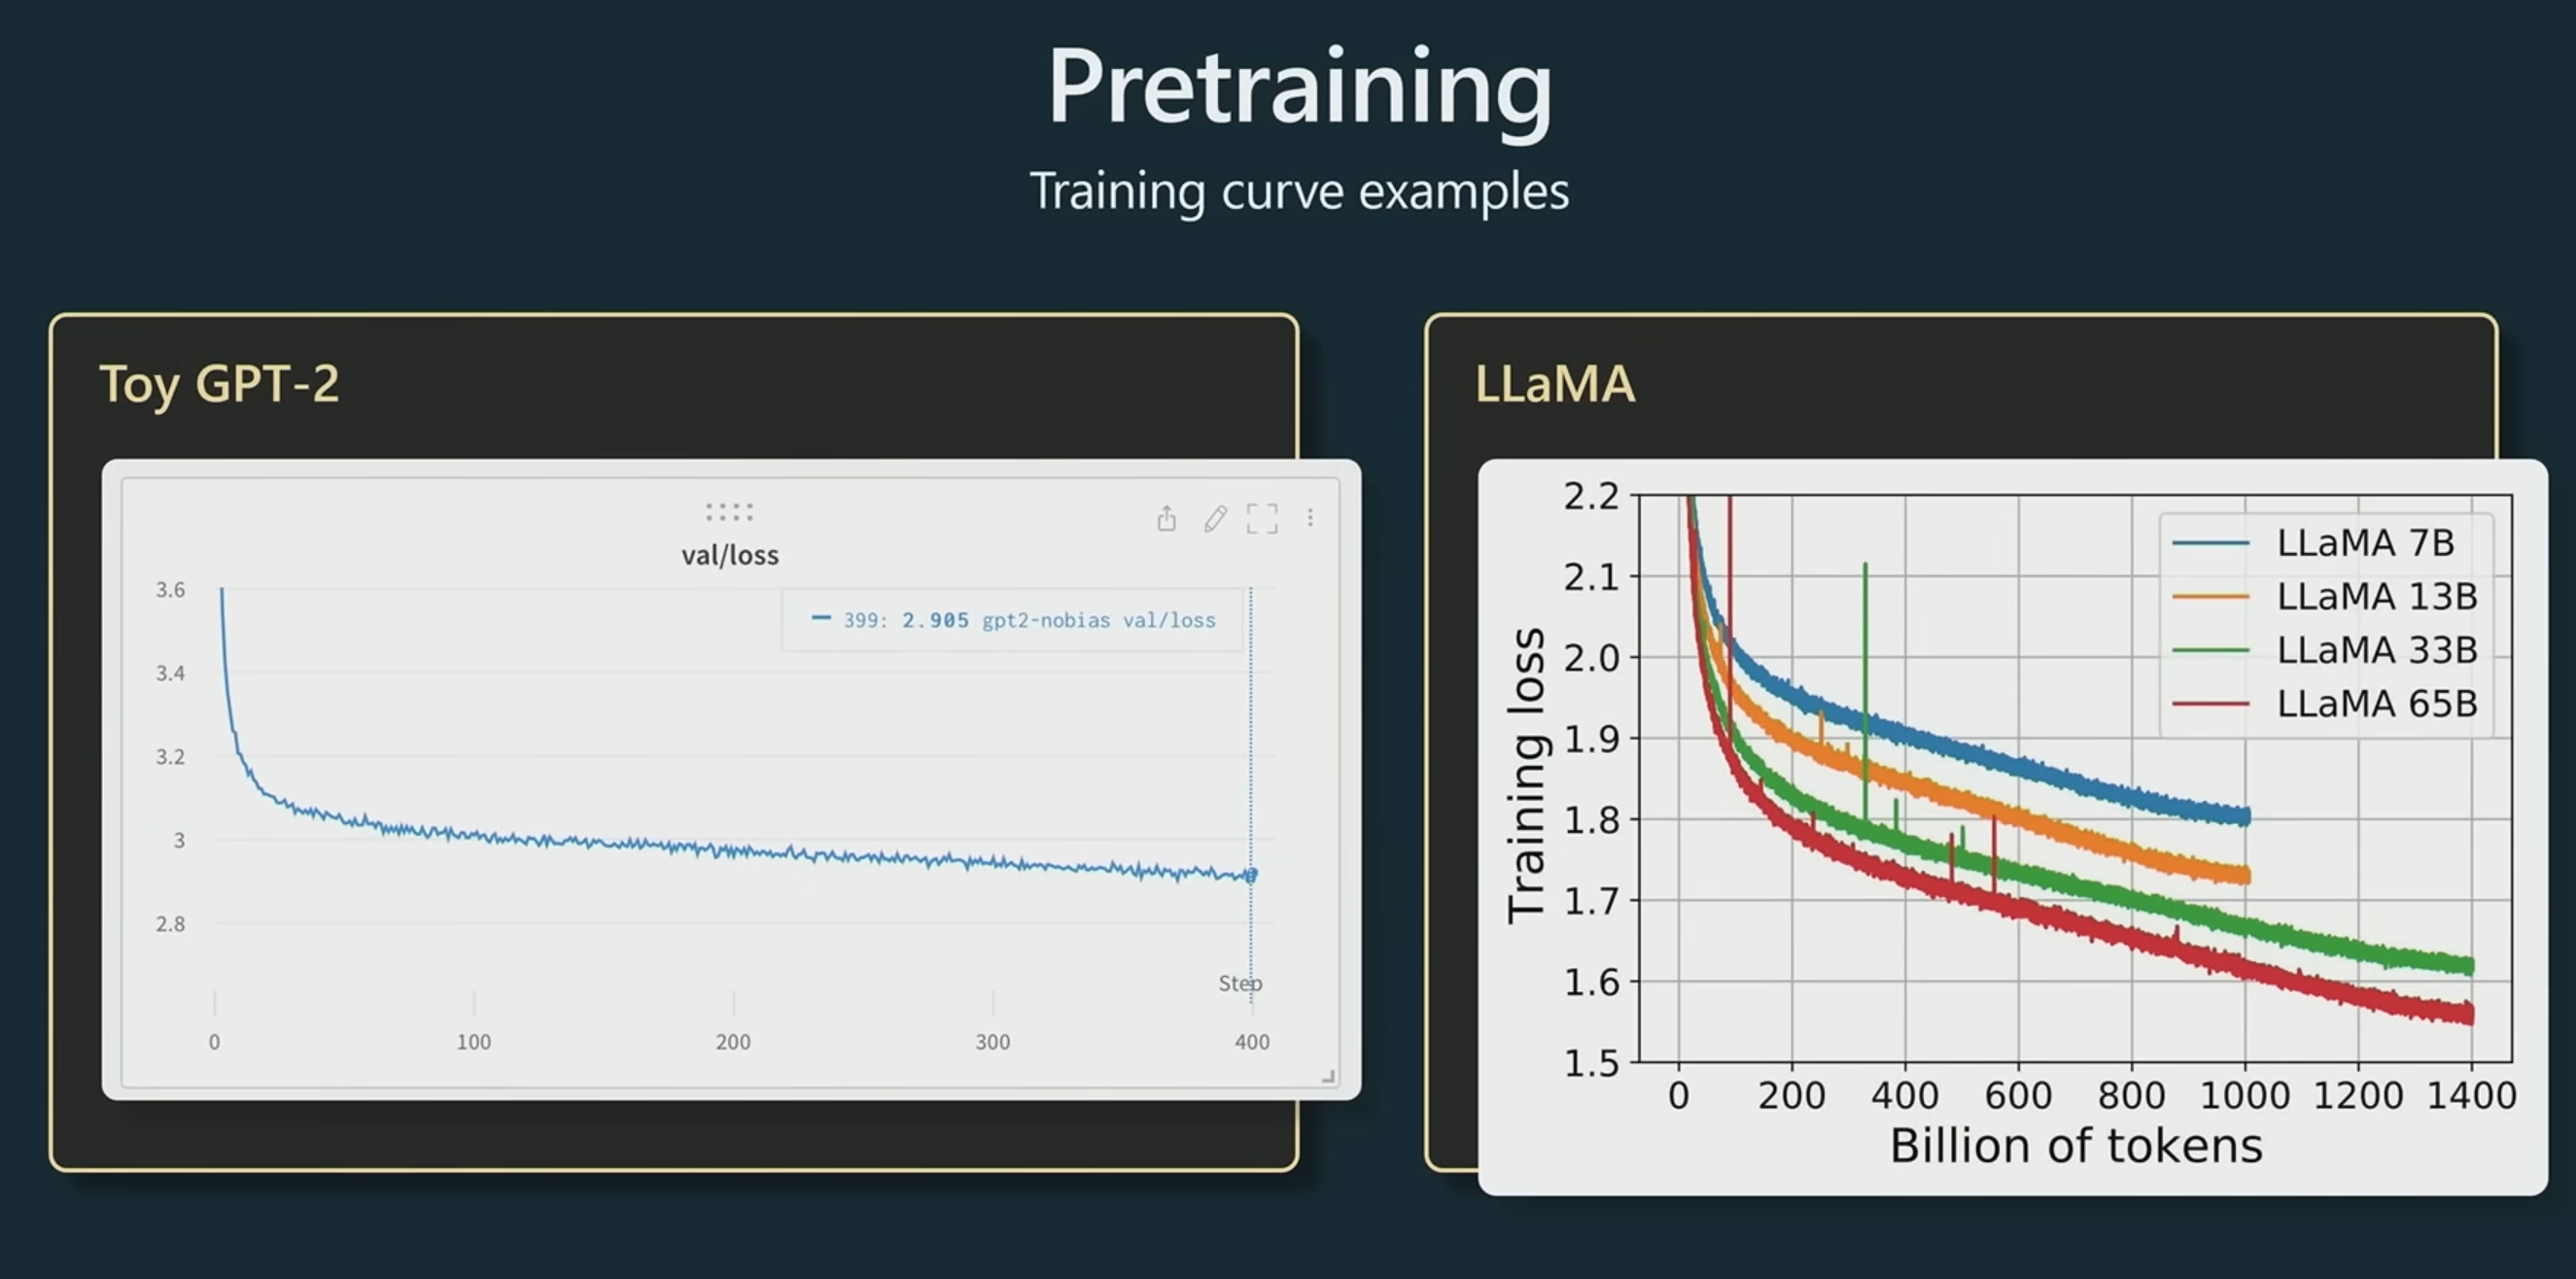 Pretraining
Training curve examples
Toy GPT-2
val/loss
399: 2.905 gpt2-nobias val/loss
3.6
3.4
3.2
3
2.8
Step
0 100 200 300 400
LLaMA
2.2
2.1
2.0
1.9
1.8
1.7
1.6
1.5
Training loss
LLaMA 7B
LLaMA 13B
LLaMA 33B
LLaMA 65B
0 200 400 600 800 1000 1200 1400
Billion of tokens